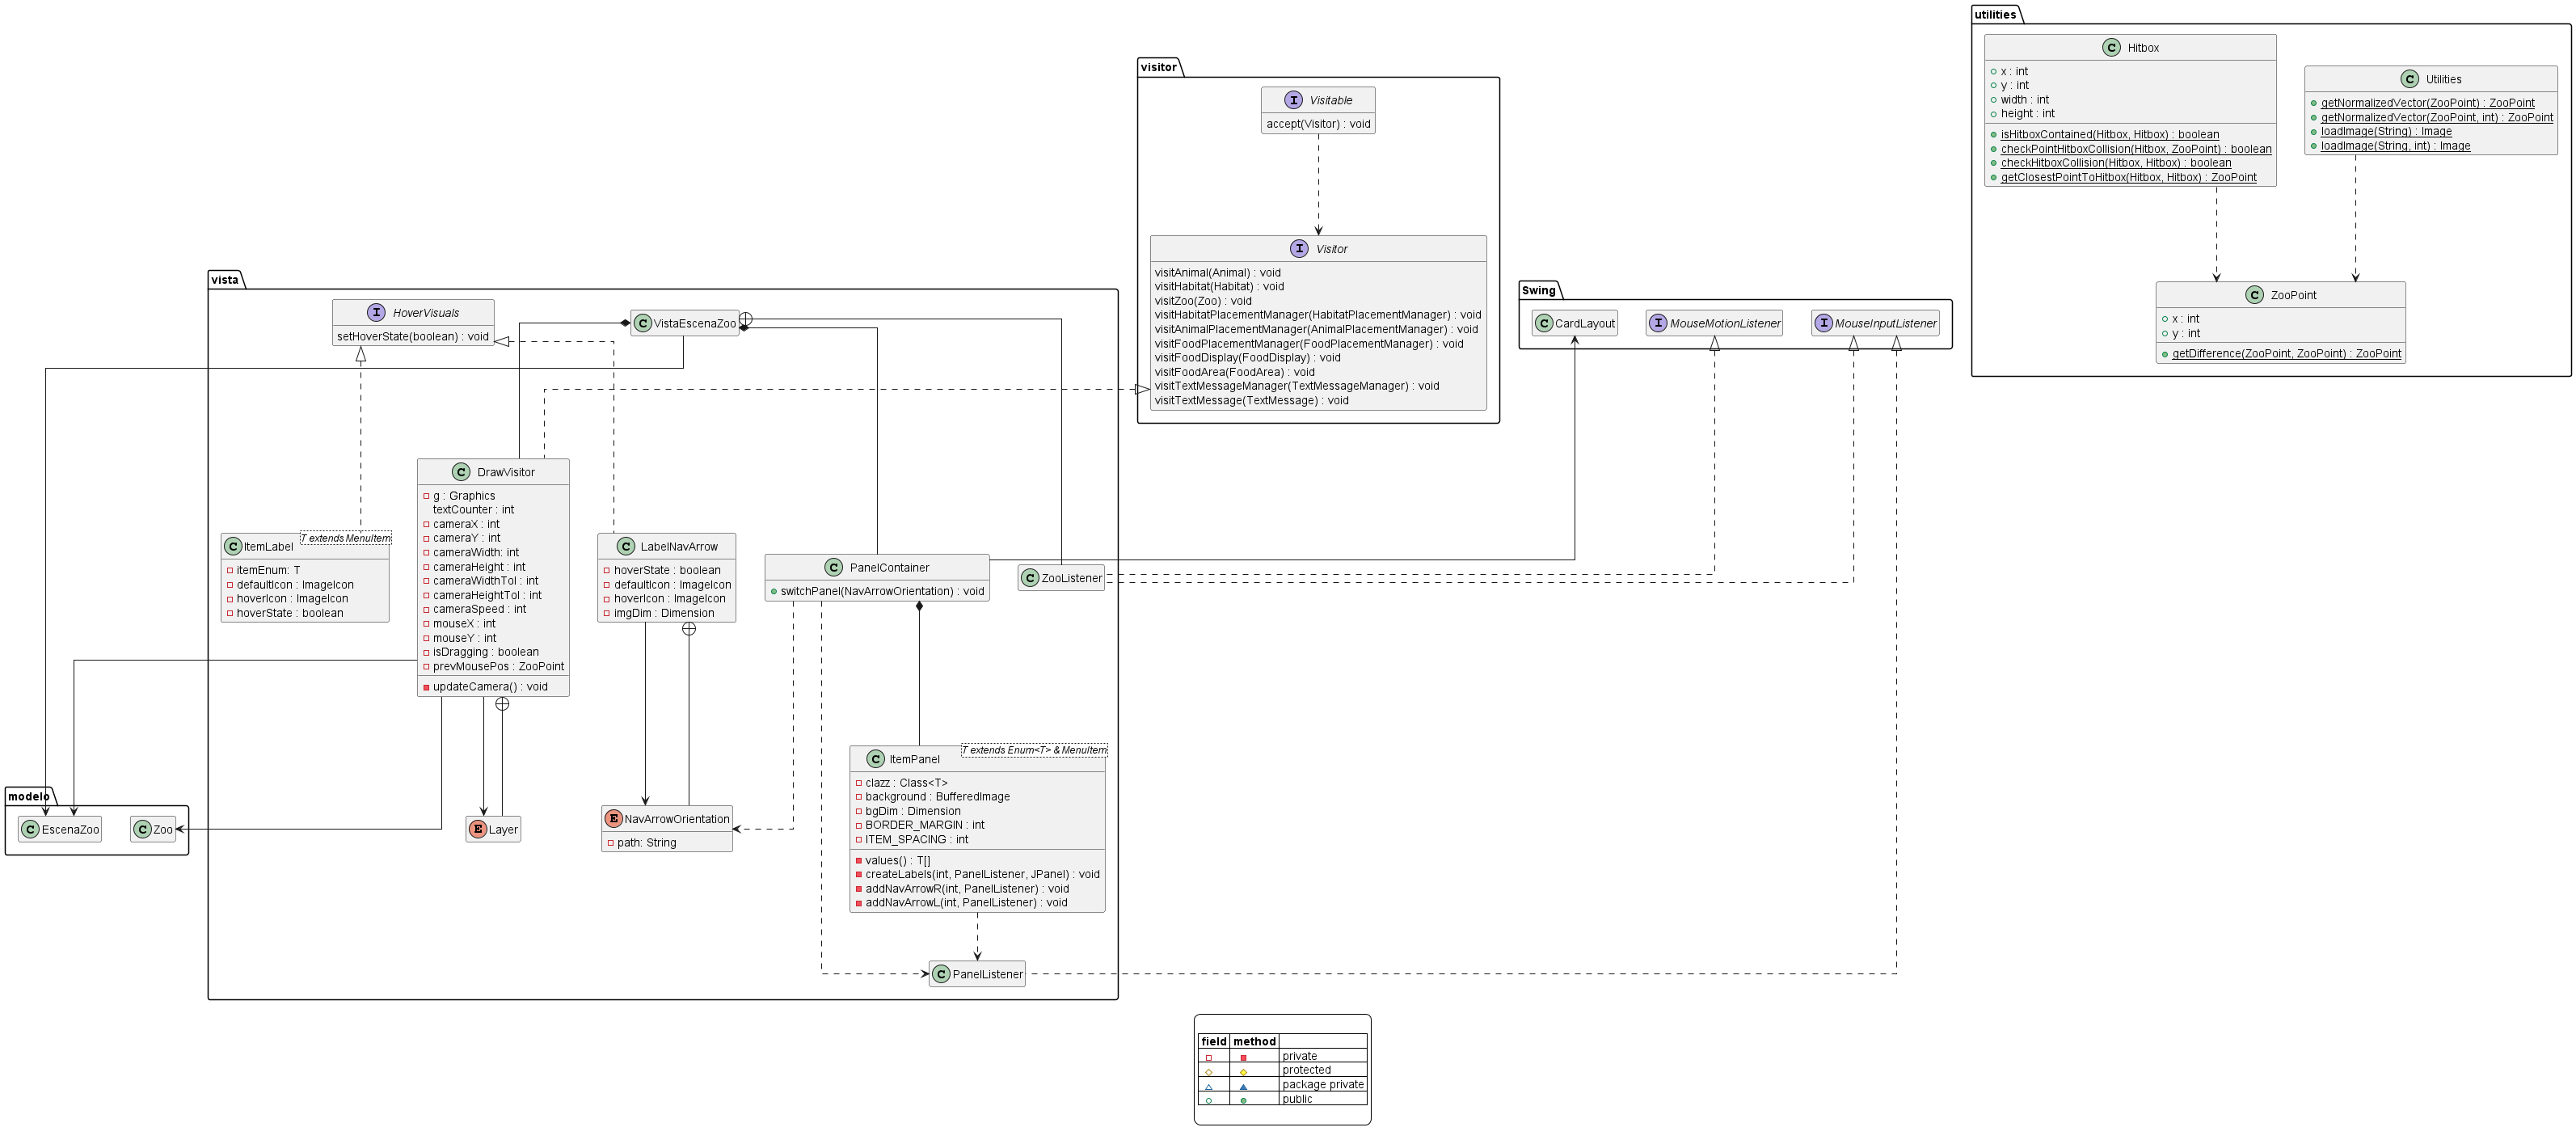 utilities
Hitbox
x : int
y : int
width : int
height : int
isHitboxContained(Hitbox, Hitbox) : boolean
checkPointHitboxCollision(Hitbox, ZooPoint) : boolean
checkHitboxCollision(Hitbox, Hitbox) : boolean
getClosestPointToHitbox(Hitbox, Hitbox) : ZooPoint
Utilities
getNormalizedVector(ZooPoint) : ZooPoint
getNormalizedVector(ZooPoint, int) : ZooPoint
loadImage(String) : Image
loadImage(String, int) : Image
ZooPoint
x : int
y : int
getDifference(ZooPoint, ZooPoint) : ZooPoint
visitor
Visitable
accept(Visitor) : void
Visitor
visitAnimal(Animal) : void
visitHabitat(Habitat) : void
visitZoo(Zoo) : void
visitHabitatPlacementManager(HabitatPlacementManager) : void
visitAnimalPlacementManager(AnimalPlacementManager) : void
visitFoodPlacementManager(FoodPlacementManager) : void
visitFoodDisplay(FoodDisplay) : void
visitFoodArea(FoodArea) : void
visitTextMessageManager(TextMessageManager) : void
visitTextMessage(TextMessage) : void
Swing
CardLayout
MouseMotionListener
MouseInputListener
vista
HoverVisuals
setHoverState(boolean) : void
VistaEscenaZoo
DrawVisitor
g : Graphics
textCounter : int
cameraX : int
cameraY : int
cameraWidth: int
cameraHeight : int
cameraWidthTol : int
cameraHeightTol : int
cameraSpeed : int
mouseX : int
mouseY : int
isDragging : boolean
prevMousePos : ZooPoint
updateCamera() : void
ItemLabel
T extends MenuItem
itemEnum: T
defaultIcon : ImageIcon
hoverIcon : ImageIcon
hoverState : boolean
LabelNavArrow
hoverState : boolean
defaultIcon : ImageIcon
hoverIcon : ImageIcon
imgDim : Dimension
PanelContainer
switchPanel(NavArrowOrientation) : void
ZooListener
ItemPanel
T extends Enum<T> & MenuItem
clazz : Class<T>
background : BufferedImage
bgDim : Dimension
BORDER_MARGIN : int
ITEM_SPACING : int
values() : T[]
createLabels(int, PanelListener, JPanel) : void
addNavArrowR(int, PanelListener) : void
addNavArrowL(int, PanelListener) : void
modelo
EscenaZoo
Zoo
Layer
NavArrowOrientation
path: String
PanelListener
field method
private
protected
package private
public